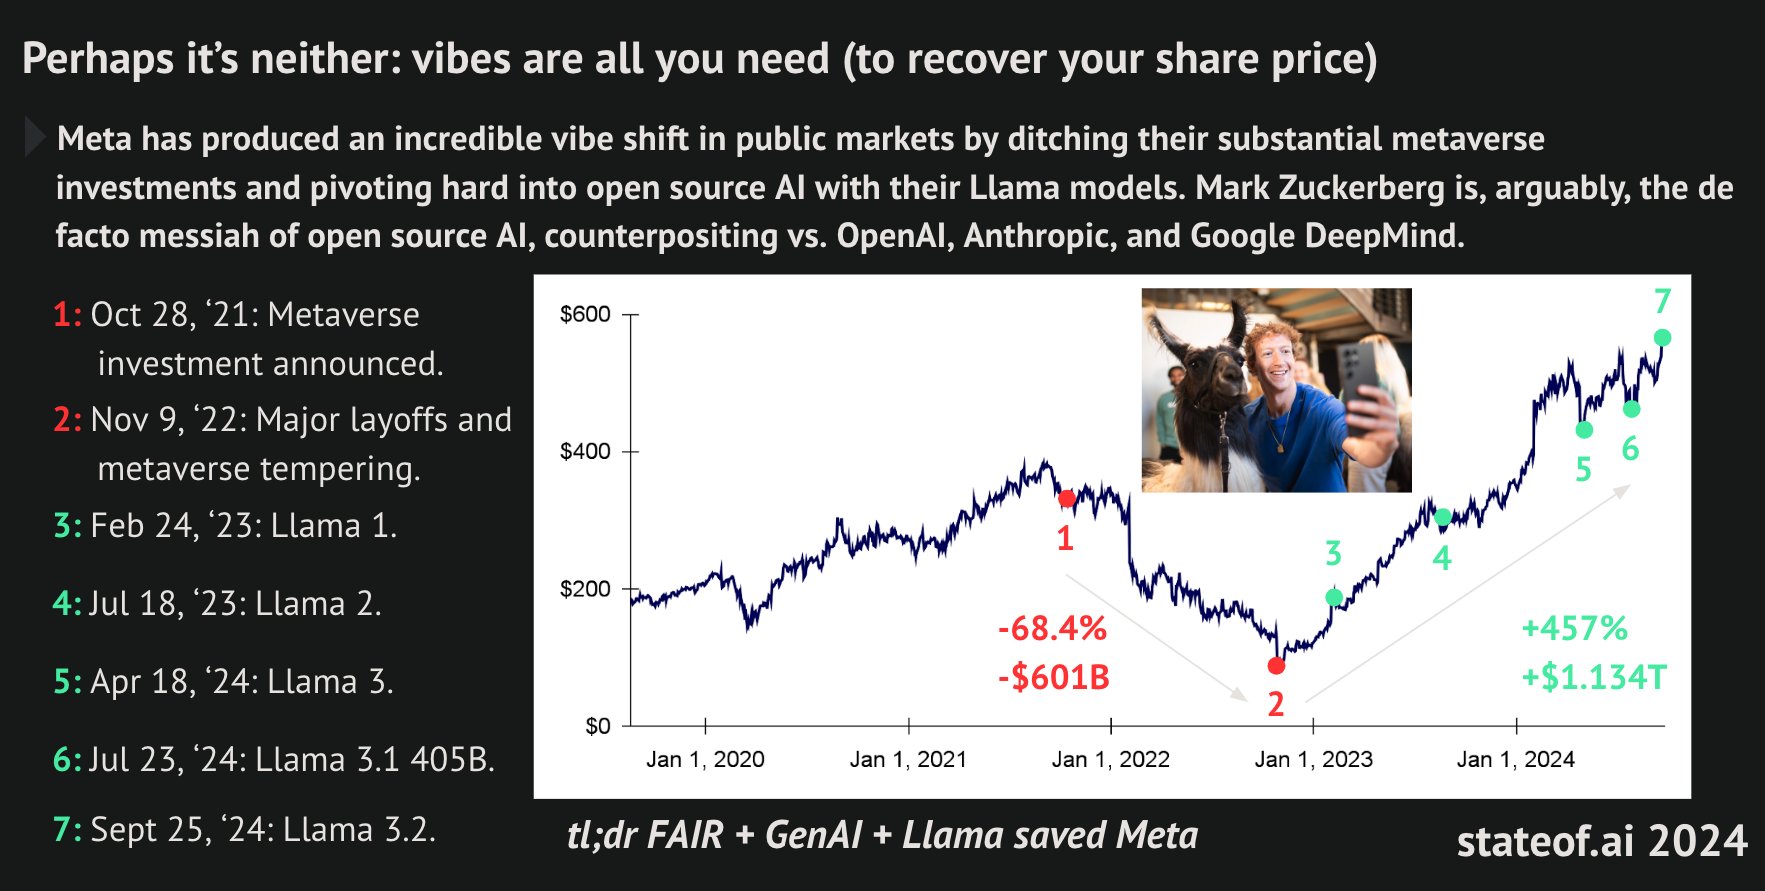 Perhaps it’s neither: vibes are all you need (to recover your share price)
Meta has produced an incredible vibe shift in public markets by ditching their substantial metaverse
investments and pivoting hard into open source AI with their Llama models. Mark Zuckerberg is, arguably, the de
facto messiah of open source AI, counterpositing vs. OpenAI, Anthropic, and Google DeepMind.
1: Oct 28, ‘21: Metaverse
investment announced.
2: Nov 9, ‘22: Major layoffs and
metaverse tempering.
3: Feb 24, ‘23: Llama 1.
4: Jul 18, ‘23: Llama 2.
5: Apr 18, ‘24: Llama 3.
6: Jul 23, ‘24: Llama 3.1 405B.
7: Sept 25, ‘24: Llama 3.2.
$600
$400
$200
$0
Jan 1, 2020
Jan 1, 2021
Jan 1, 2022
Jan 1, 2023
Jan 1, 2024
1
2
3
4
5
6
7
-68.4%
-$601B
+457%
+$1.134T
tl;dr FAIR + GenAI + Llama saved Meta
stateof.ai 2024